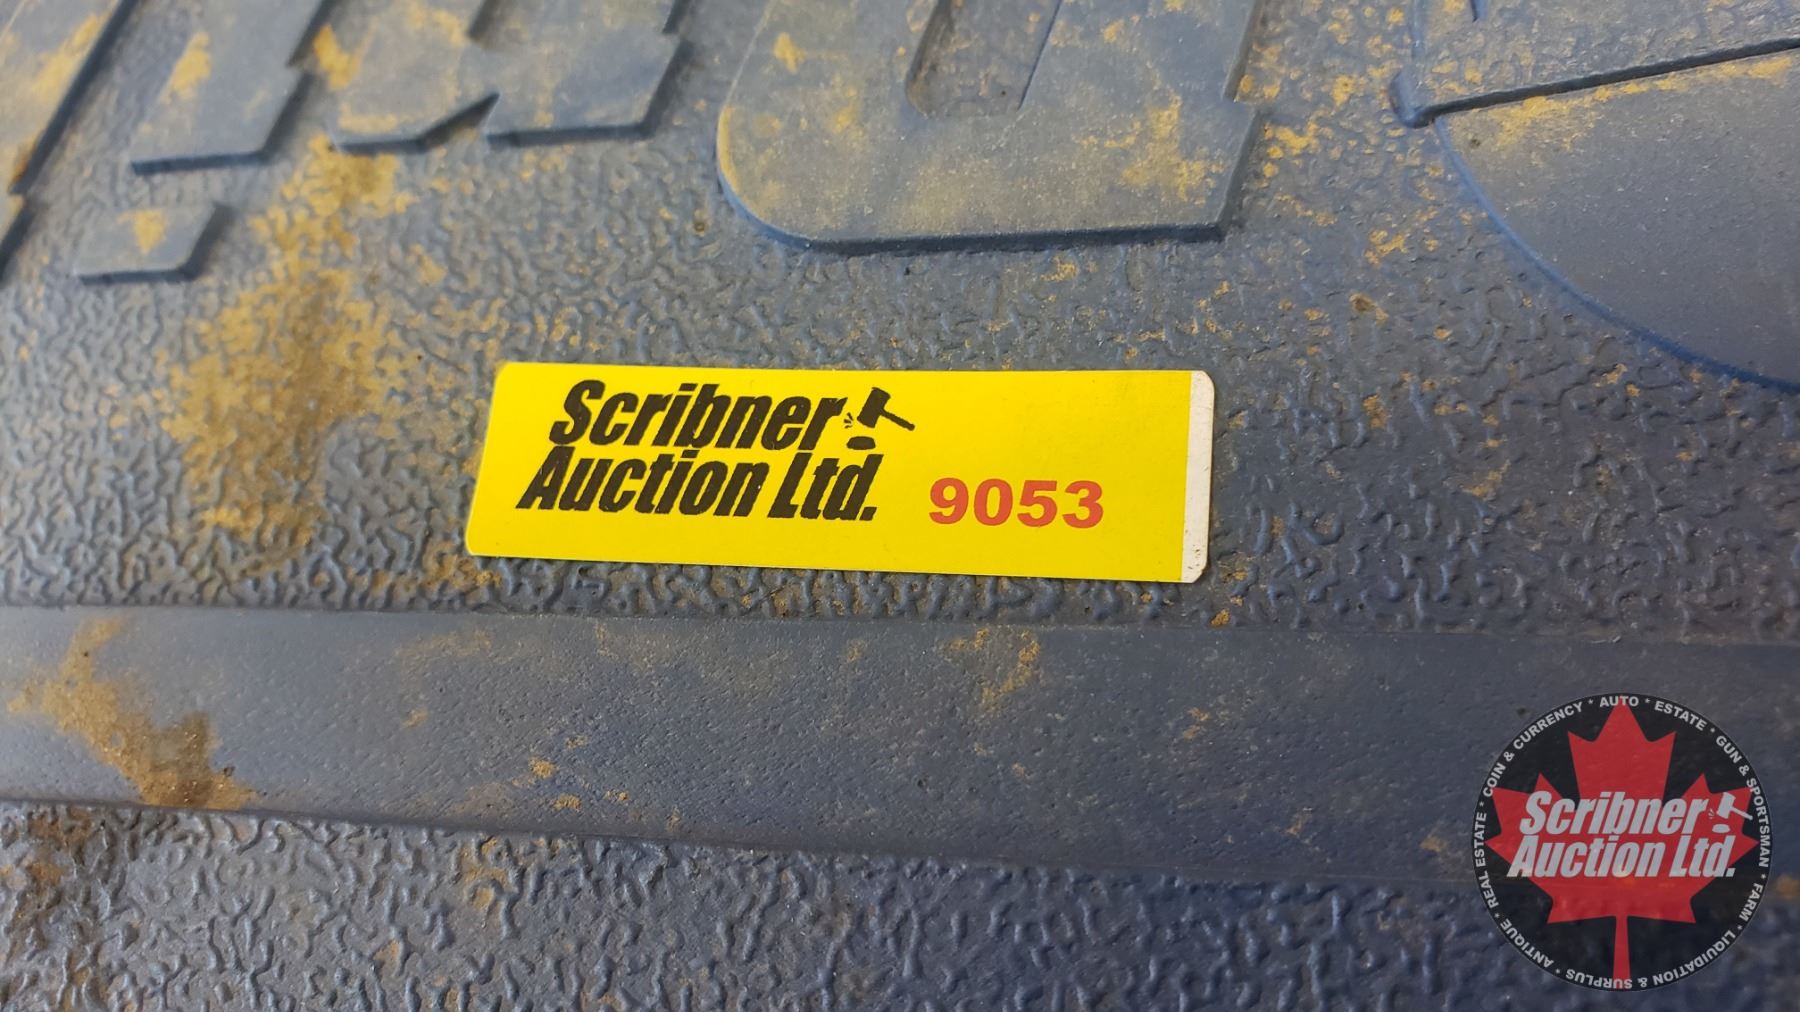 Scribner
Auction Ltd.
9053
ANTIQUE * REAL ESTATE * COIN & CURRENCY * AUTO * ESTATE * GUN & SPORTSMAN * FARM * LIQUIDATION & SURPLUS *
Scribner
Auction Ltd.